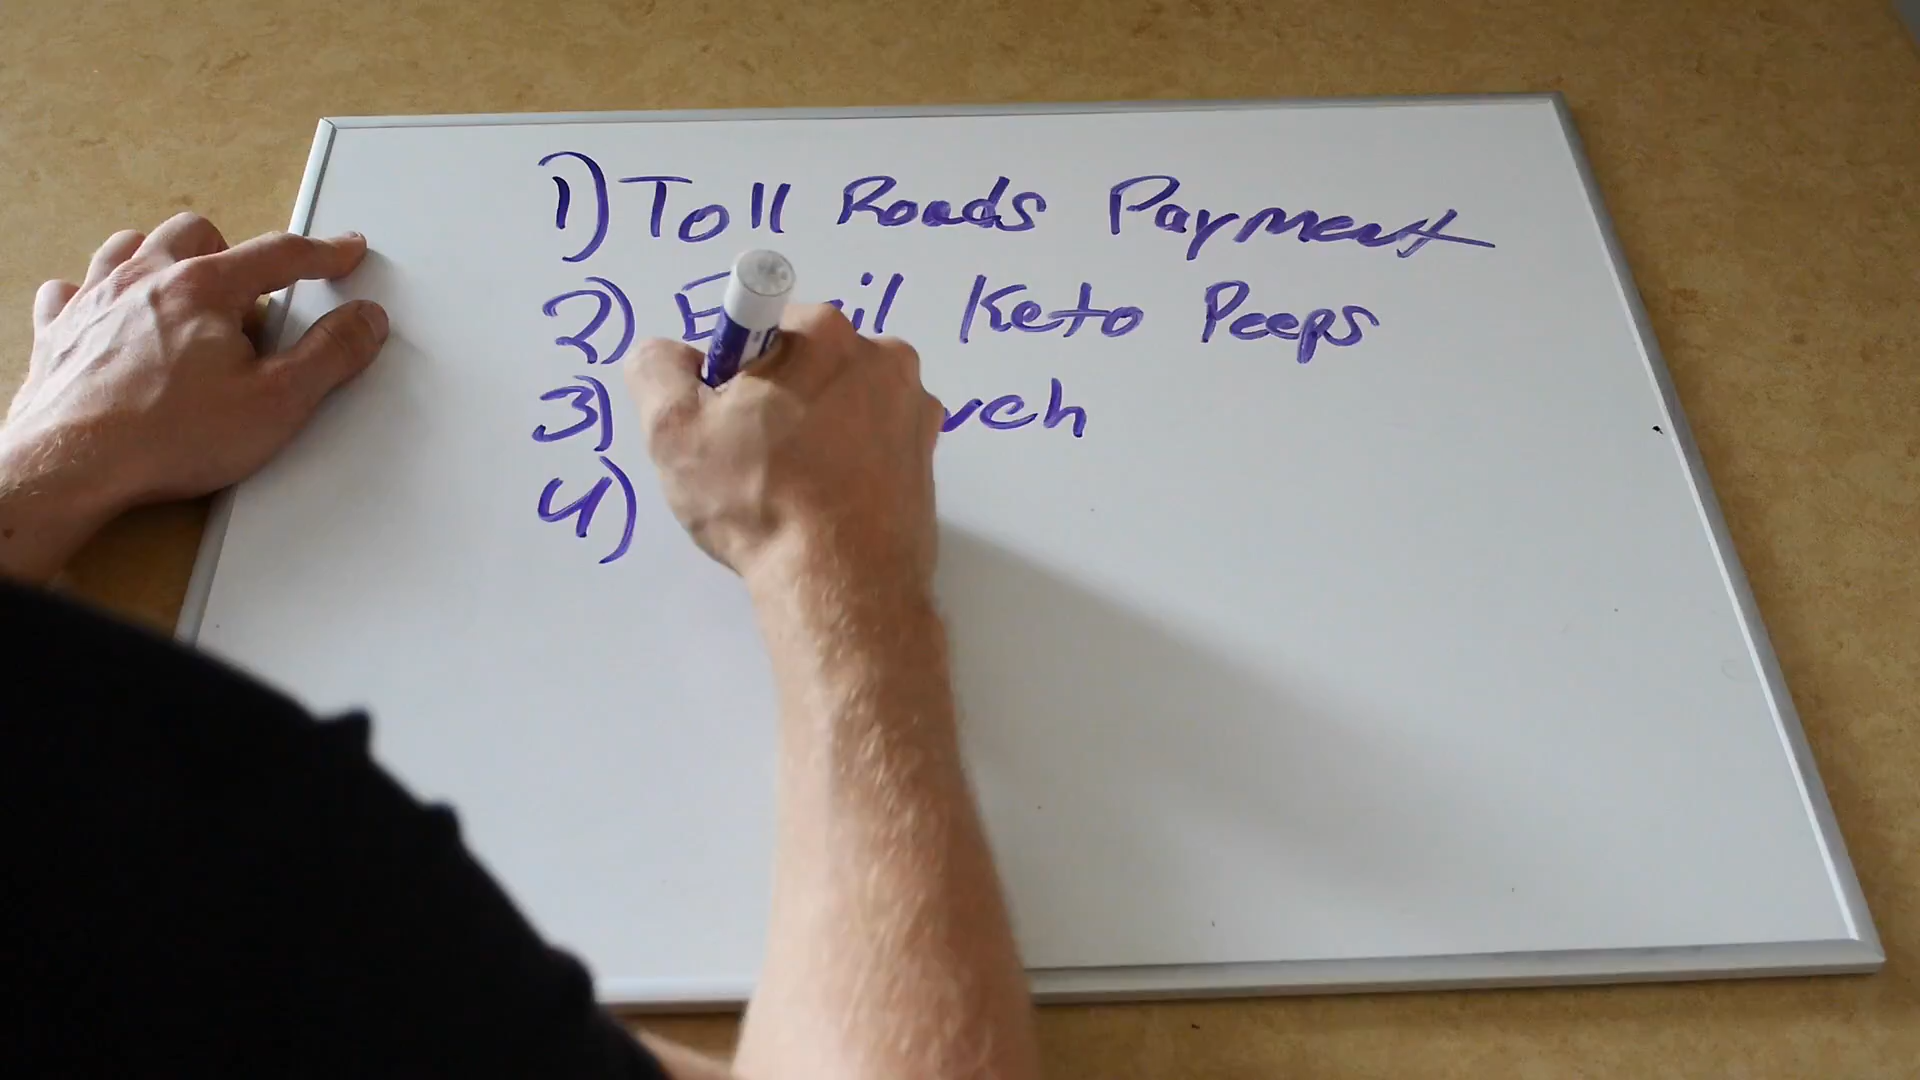 1) Toll Roads Payment
2) Keto Peeps
3)
4)